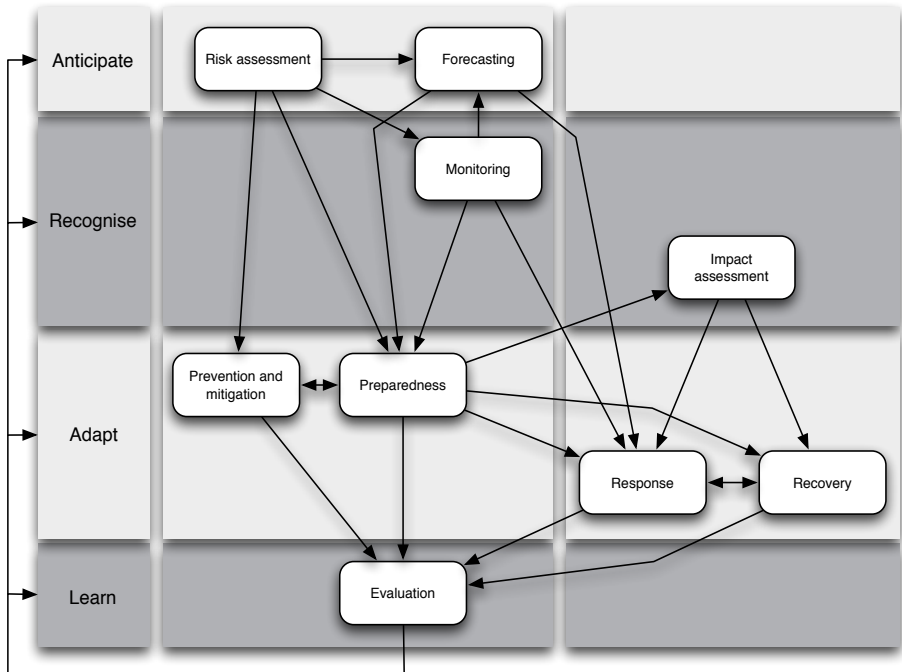 Anticipate
Risk assessment
Forecasting
Monitoring
Recognise
Impact
assessment
Prevention and
mitigation
Preparedness
Adapt
Response
Recovery
Evaluation
Learn